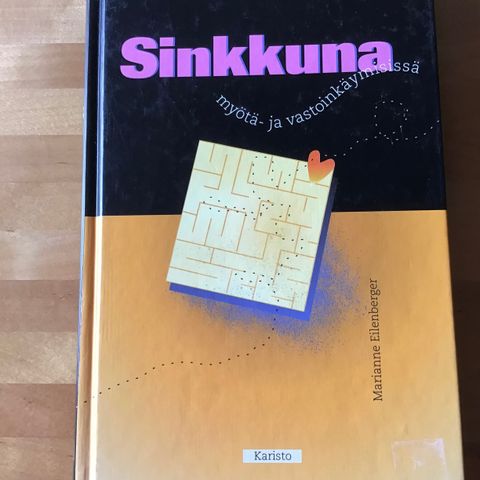 Sinkkuna
myötä- ja vastoinkäymisissä
Marianne Eilenberger
Karisto